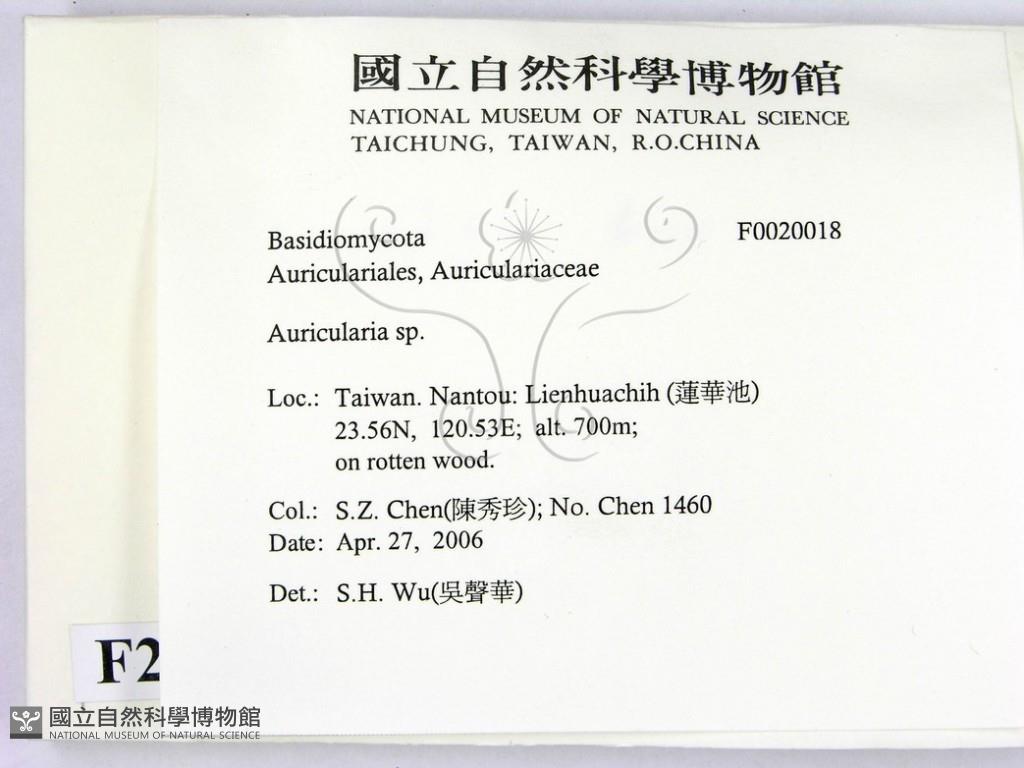 國立自然科學博物館
NATIONAL MUSEUM OF NATURAL SCIENCE
TAICHUNG, TAIWAN, R.O.CHINA
Basidiomycota F0020018
Auriculariales, Auriculariaceae
Auricularia sp.
Loc.: Taiwan. Nantou: Lienhuachih (蓮華池)
23.56N, 120.53E; alt. 700m;
on rotten wood.
Col.: S.Z. Chen(陳秀珍); No. Chen 1460
Date: Apr. 27, 2006
Det.: S.H. Wu(吳聲華)
F2
國立自然科學博物館
NATIONAL MUSEUM OF NATURAL SCIENCE